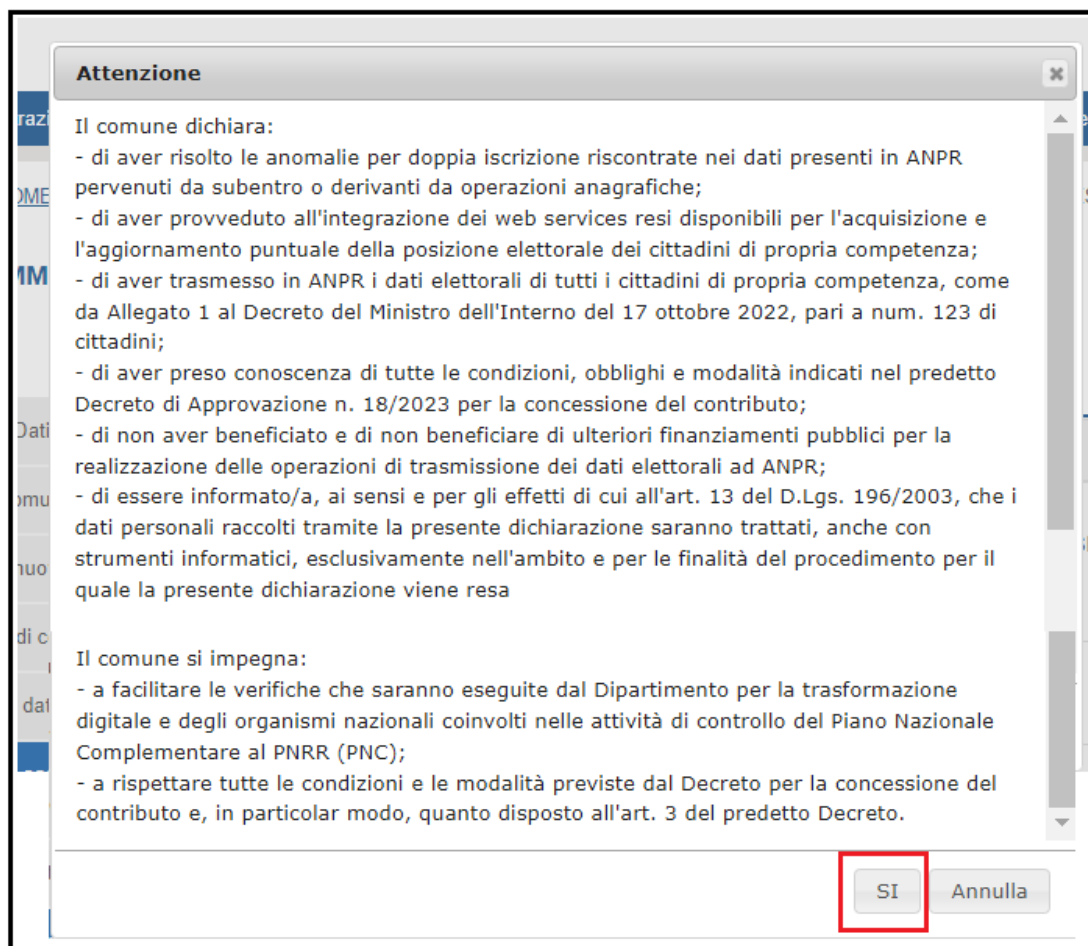 Attenzione
Il comune dichiara:
- di aver risolto le anomalie per doppia iscrizione riscontrate nei dati presenti in ANPR
pervenuti da subentro o derivanti da operazioni anagrafiche;
- di aver provveduto all'integrazione dei web services resi disponibili per l'acquisizione e
l'aggiornamento puntuale della posizione elettorale dei cittadini di propria competenza;
- di aver trasmesso in ANPR i dati elettorali di tutti i cittadini di propria competenza, come
da Allegato 1 al Decreto del Ministro dell'Interno del 17 ottobre 2022, pari a num. 123 di
cittadini;
- di aver preso conoscenza di tutte le condizioni, obblighi e modalità indicati nel predetto
Decreto di Approvazione n. 18/2023 per la concessione del contributo;
- di non aver beneficiato e di non beneficiare di ulteriori finanziamenti pubblici per la
realizzazione delle operazioni di trasmissione dei dati elettorali ad ANPR;
- di essere informato/a, ai sensi e per gli effetti di cui all'art. 13 del D.Lgs. 196/2003, che i
dati personali raccolti tramite la presente dichiarazione saranno trattati, anche con
strumenti informatici, esclusivamente nell'ambito e per le finalità del procedimento per il
quale la presente dichiarazione viene resa
Il comune si impegna:
- a facilitare le verifiche che saranno eseguite dal Dipartimento per la trasformazione
digitale e degli organismi nazionali coinvolti nelle attività di controllo del Piano Nazionale
Complementare al PNRR (PNC);
- a rispettare tutte le condizioni e le modalità previste dal Decreto per la concessione del
contributo e, in particolar modo, quanto disposto all'art. 3 del predetto Decreto.
SI Annulla